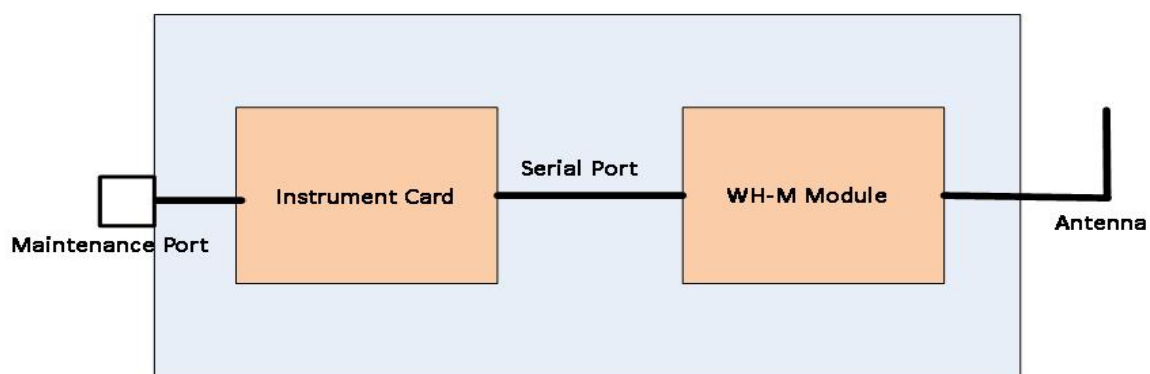 Serial Port
Instrument Card
WH-M Module
Maintenance Port
Antenna